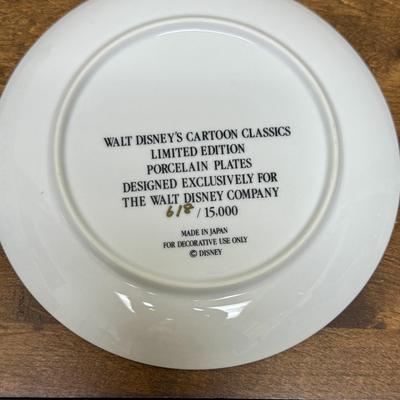 WALT DISNEY'S CARTOON CLASSICS
LIMITED EDITION
PORCELAIN PLATES
DESIGNED EXCLUSIVELY FOR
THE WALT DISNEY COMPANY
618 / 15.000
MADE IN JAPAN
FOR DECORATIVE USE ONLY
© DISNEY